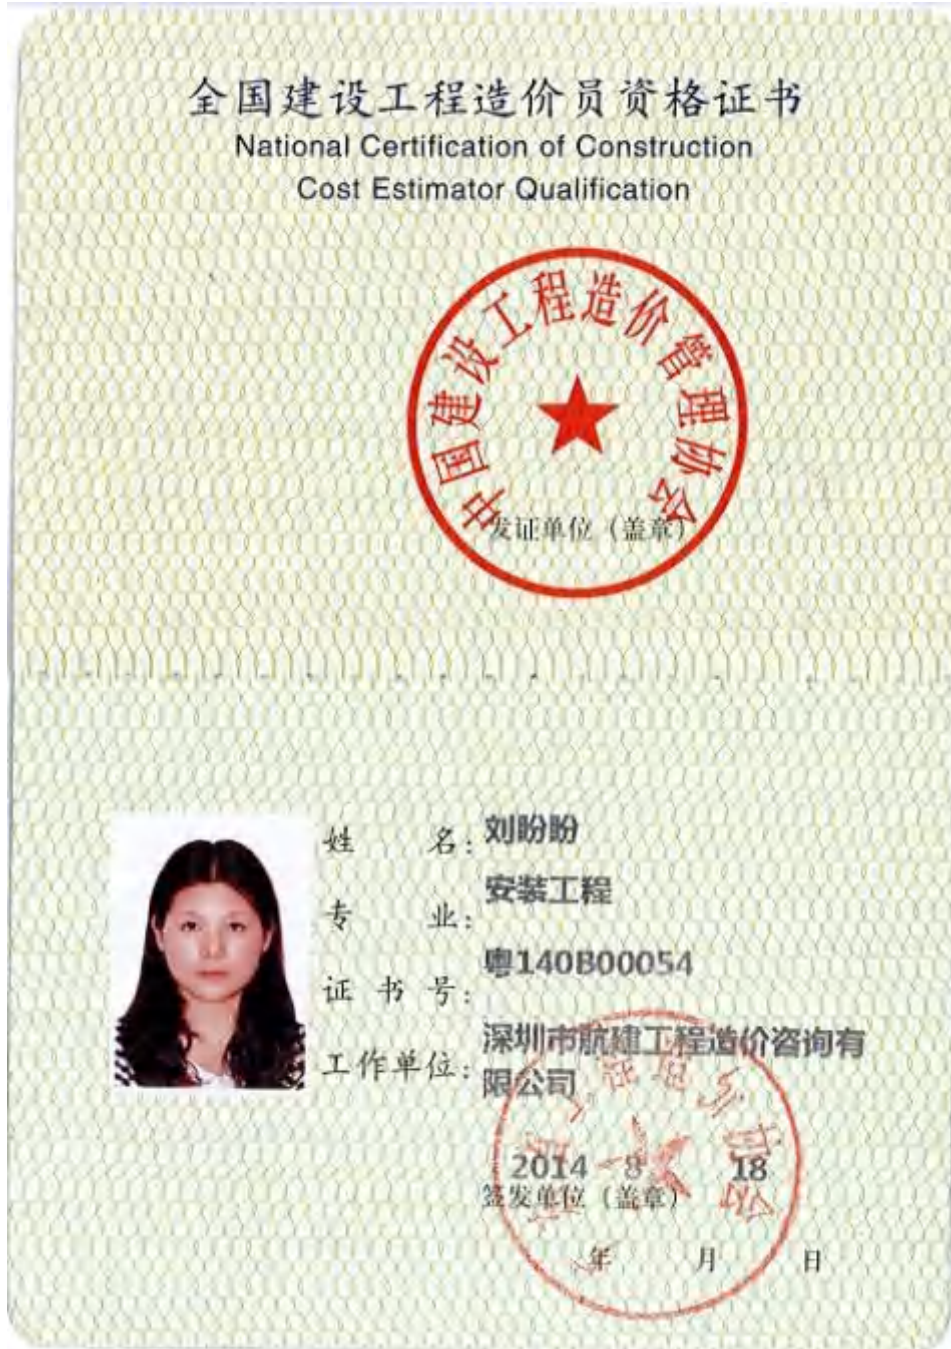 全国建设工程造价员资格证书
National Certification of Construction
Cost Estimator Qualification
中国建设工程造价管理协会
发证单位（盖章）
姓 名：刘盼盼
专 业：安装工程
证 书 号：粤140B00054
工作单位：深圳市航建工程造价咨询有
限公司
2014 8 18
签发单位（盖章）
年 月 日